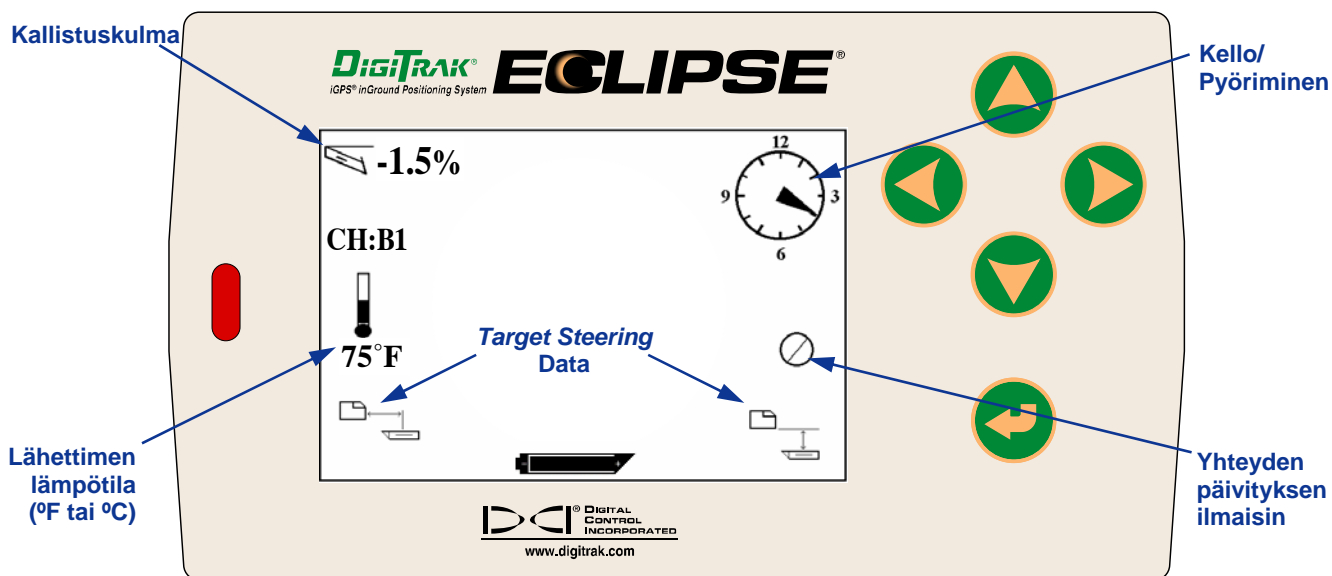 Kallistuskulma
DIGITRAK®
iGPS® inGround Positioning System
ECLIPSE®
Kello/
Pyöriminen
-1.5%
12
9
3
6
CH:B1
75°F
Target Steering
Data
Lähettimen
lämpötila
(ºF tai ºC)
Yhteyden
päivityksen
ilmaisin
DCI® DIGITAL
CONTROL
INCORPORATED
www.digitrak.com